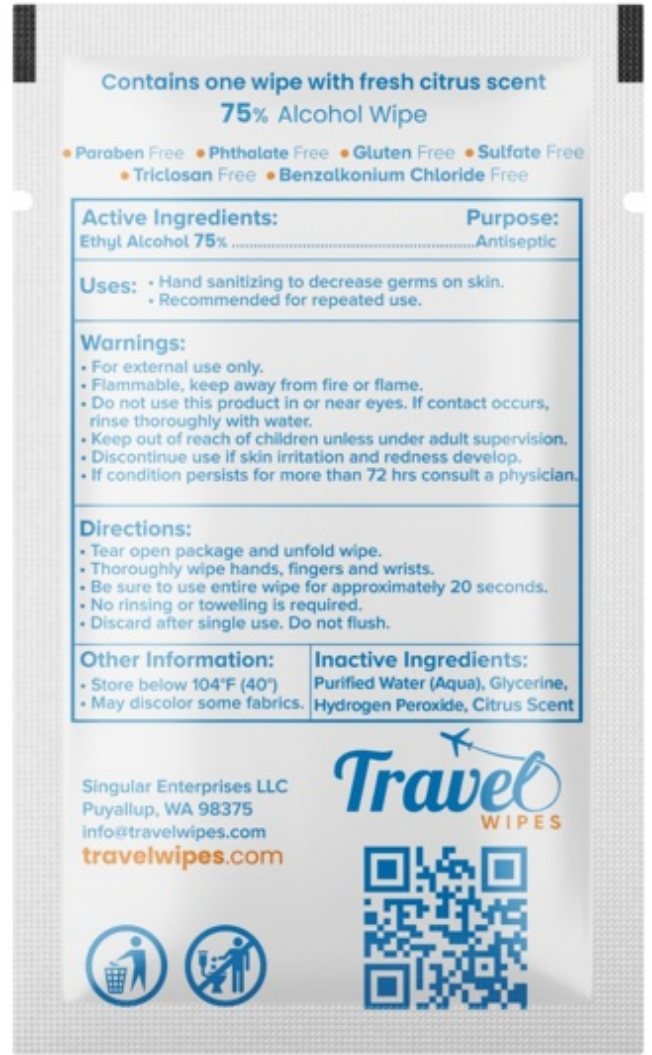 Contains one wipe with fresh citrus scent
75% Alcohol Wipe
• Paraben Free • Phthalate Free • Gluten Free • Sulfate Free
• Triclosan Free • Benzalkonium Chloride Free
Active Ingredients: Purpose:
Ethyl Alcohol 75% ........................................................Antiseptic
Uses: • Hand sanitizing to decrease germs on skin.
• Recommended for repeated use.
Warnings:
• For external use only.
• Flammable, keep away from fire or flame.
• Do not use this product in or near eyes. If contact occurs,
rinse thoroughly with water.
• Keep out of reach of children unless under adult supervision.
• Discontinue use if skin irritation and redness develop.
• If condition persists for more than 72 hrs consult a physician.
Directions:
• Tear open package and unfold wipe.
• Thoroughly wipe hands, fingers and wrists.
• Be sure to use entire wipe for approximately 20 seconds.
• No rinsing or toweling is required.
• Discard after single use. Do not flush.
Other Information:
• Store below 104°F (40°)
• May discolor some fabrics.
Inactive Ingredients:
Purified Water (Aqua), Glycerine,
Hydrogen Peroxide, Citrus Scent
Singular Enterprises LLC
Puyallup, WA 98375
info@travelwipes.com
travelwipes.com
Travel
WIPES